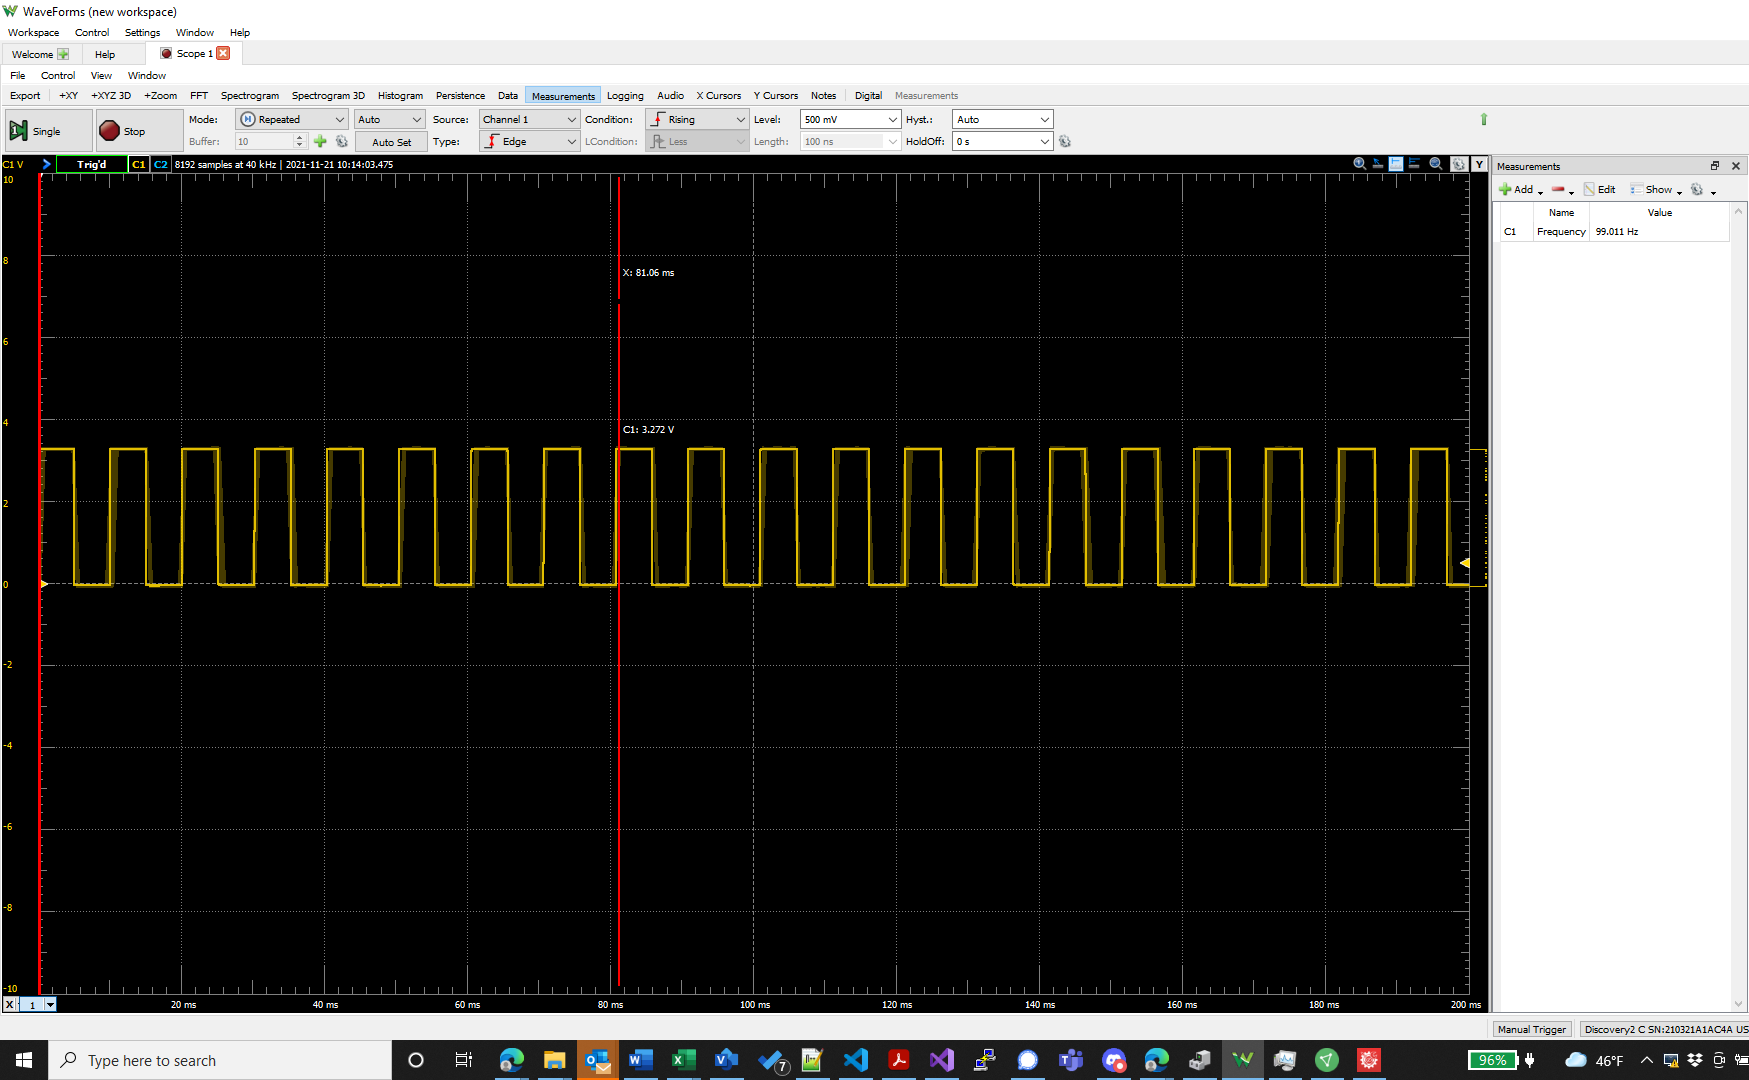 WaveForms (new workspace)
Workspace Control Settings Window Help
Welcome Help Scope 1
File Control View Window
Export +XY +XYZ 3D +Zoom FFT Spectrogram Spectrogram 3D Histogram Persistence Data Measurements Logging Audio X Cursors Y Cursors Notes Digital Measurements
Single Stop Mode: Repeated Auto Source: Channel 1 Condition: Rising Level: 500 mV Hyst.: Auto
Buffer: 10 Auto Set Type: Edge LCondition: Less Length: 100 ns HoldOff: 0 s
C1 V Trig'd C1 C2 8192 samples at 40 kHz | 2021-11-21 10:14:03.475 Y
Measurements
Add Edit Show
Name Value
C1 Frequency 99.011 Hz
10
8
X: 81.06 ms
6
4
C1: 3.272 V
2
0
-2
-4
-6
-8
-10
X 1 20 ms 40 ms 60 ms 80 ms 100 ms 120 ms 140 ms 160 ms 180 ms 200 ms
Manual Trigger Discovery2 C SN:210321A1AC4A US
Type here to search 7 96% 46°F